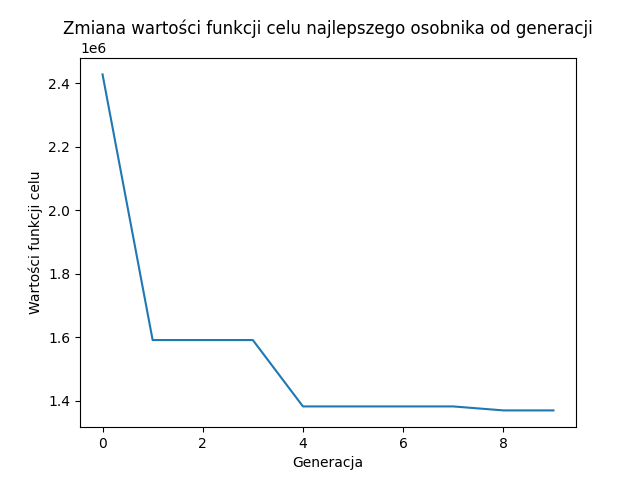 Zmiana wartości funkcji celu najlepszego osobnika od generacji
1e6
2.4
2.2
2.0
1.8
1.6
1.4
Wartości funkcji celu
0 2 4 6 8
Generacja